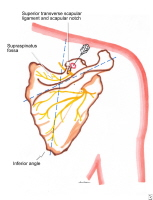 Superior transverse scapular
ligament and scapular notch
Supraspinatus
fossa
Inferior angle